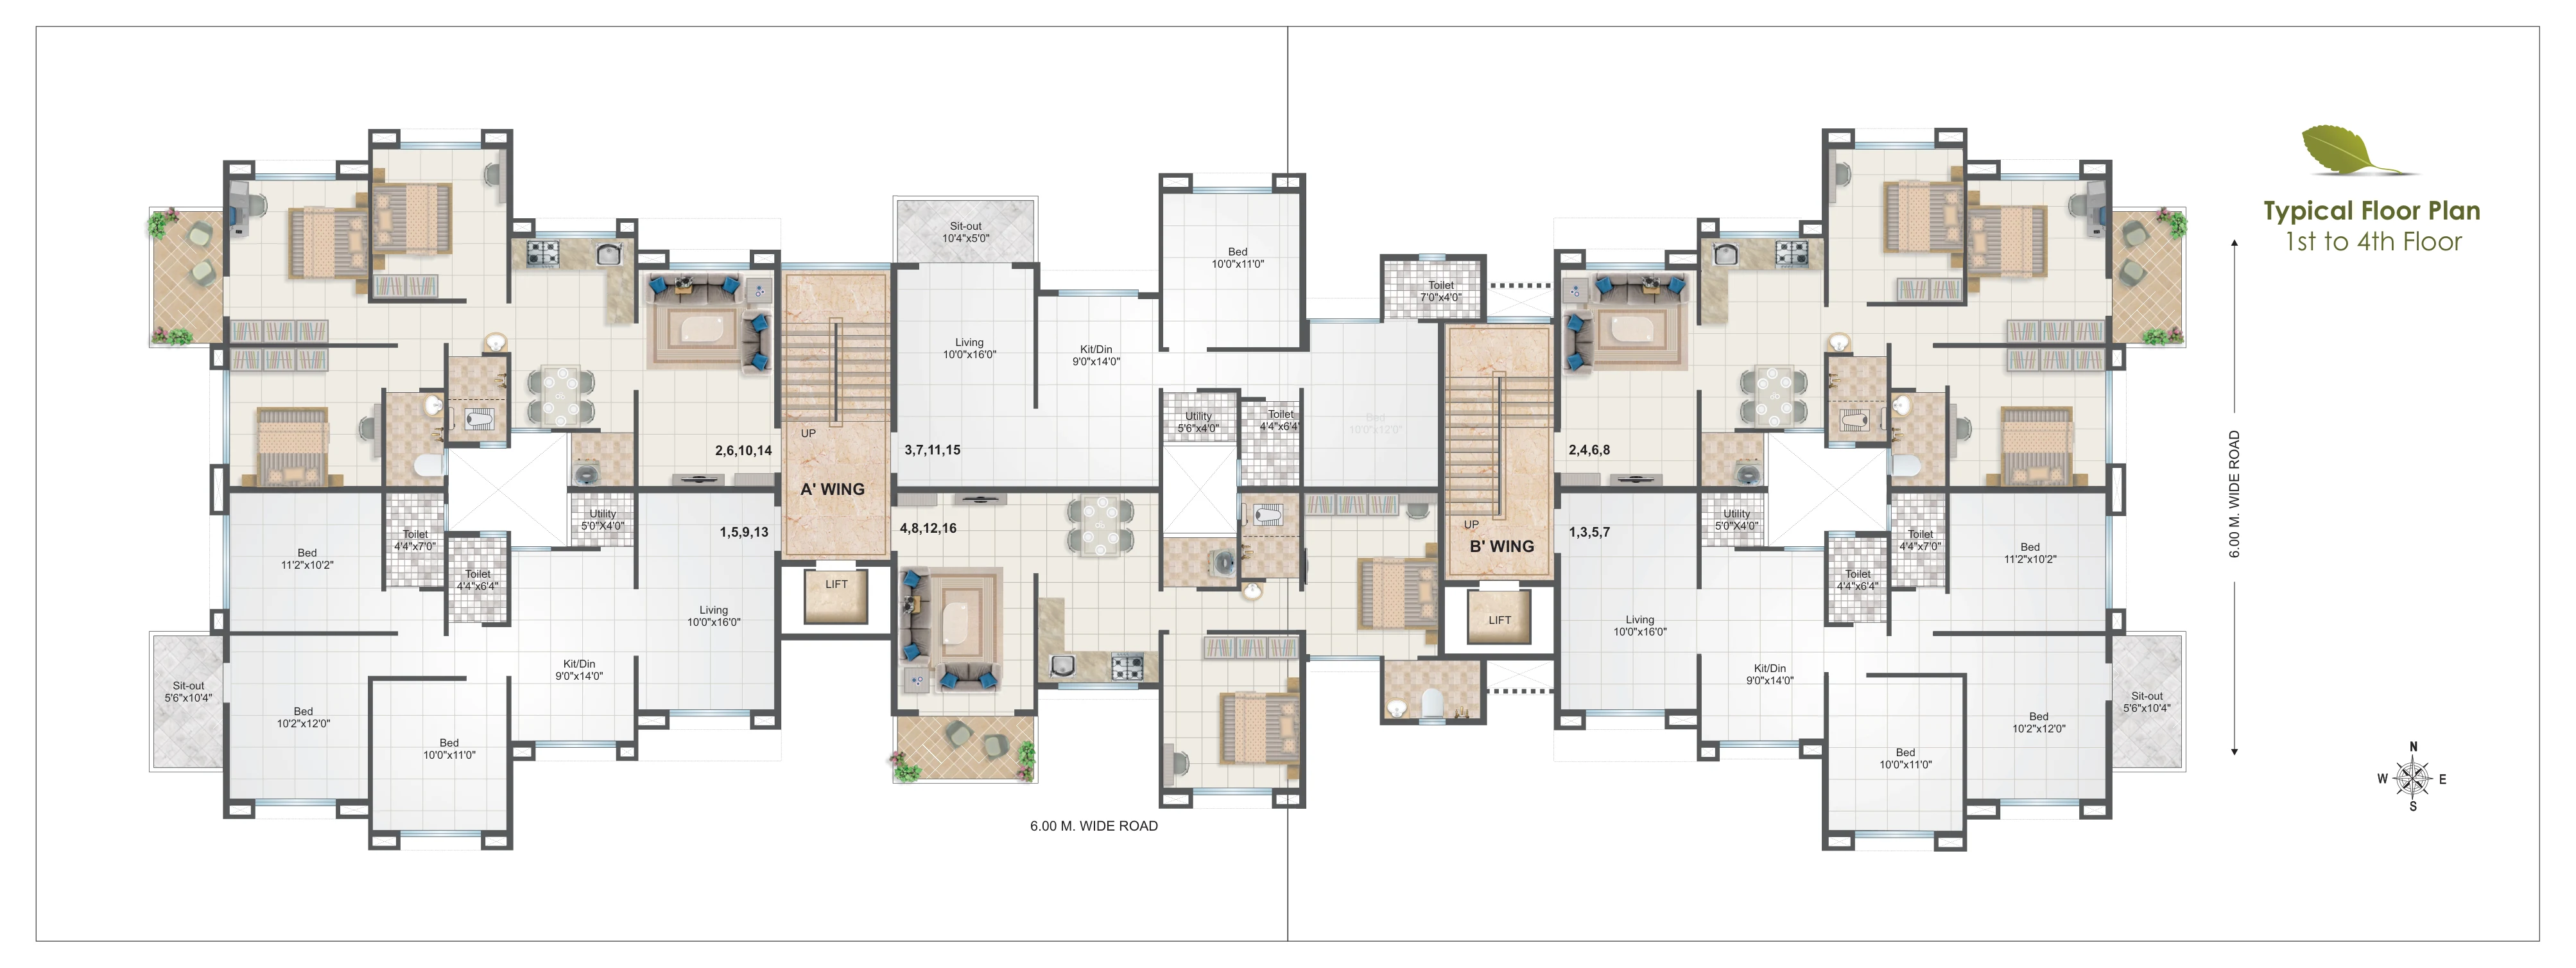 Typical Floor Plan
1st to 4th Floor
Sit-out
10'4"x5'0"
Bed
10'0"x11'0"
Toilet
7'0"x4'0"
Living
10'0"x16'0"
Kit/Din
9'0"x14'0"
Utility
5'6"x4'0"
Toilet
4'4"x6'4"
Bed
10'0"x12'0"
UP
2,6,10,14
3,7,11,15
2,4,6,8
A' WING
1,5,9,13
4,8,12,16
UP
B' WING
1,3,5,7
LIFT
LIFT
Bed
11'2"x10'2"
Toilet
4'4"x7'0"
Utility
5'0"X4'0"
Toilet
4'4"x6'4"
Living
10'0"x16'0"
Kit/Din
9'0"x14'0"
Sit-out
5'6"x10'4"
Bed
10'2"x12'0"
Bed
10'0"x11'0"
Utility
5'0"X4'0"
Toilet
4'4"x7'0"
Bed
11'2"x10'2"
Toilet
4'4"x6'4"
Living
10'0"x16'0"
Kit/Din
9'0"x14'0"
Bed
10'2"x12'0"
Sit-out
5'6"x10'4"
Bed
10'0"x11'0"
6.00 M. WIDE ROAD
6.00 M. WIDE ROAD
N
W E
S